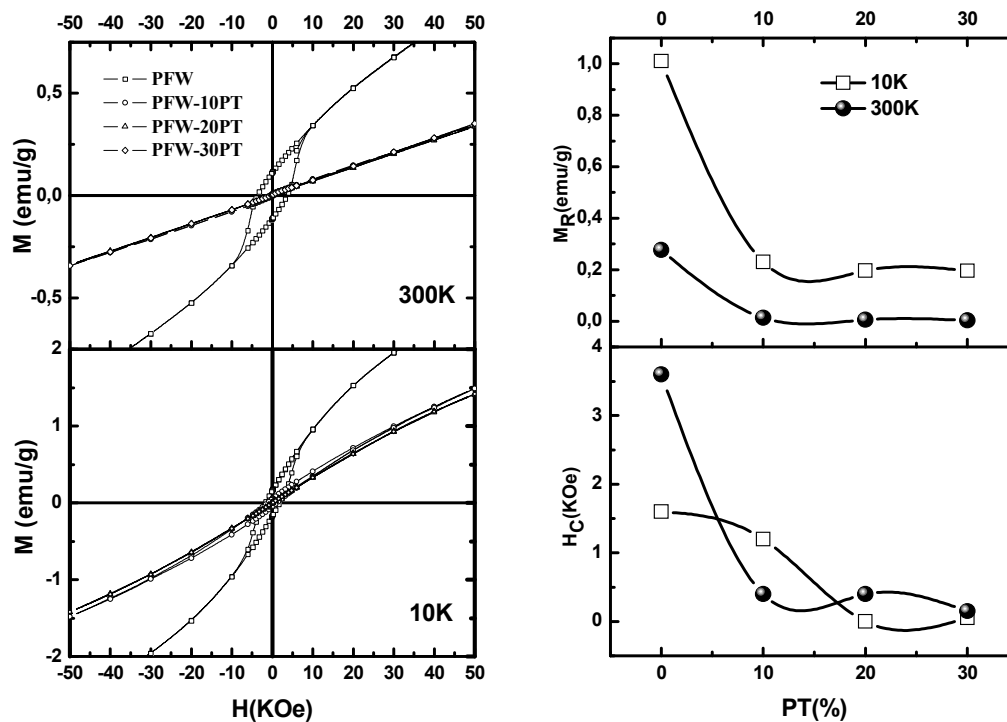 -50 -40 -30 -20 -10 0 10 20 30 40 50
PFW
PFW-10PT
PFW-20PT
PFW-30PT
0,5
0,0
-0,5
M (emu/g)
300K
2
1
0
-1
-2
M (emu/g)
10K
-50 -40 -30 -20 -10 0 10 20 30 40 50
H(KOe)
0 10 20 30
10K
300K
1,0
0,8
0,6
0,4
0,2
0,0
M_R(emu/g)
4
3
2
1
0
H_C(KOe)
0 10 20 30
PT(%)